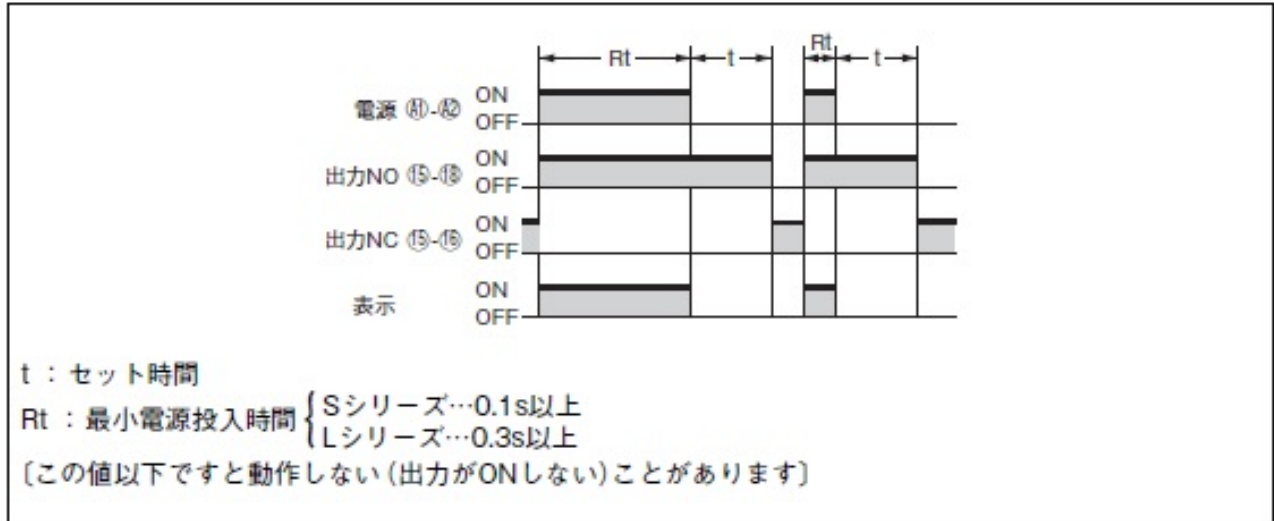 Rt t Rt t
電源 Ⓐ1-Ⓐ2 ON
OFF
出力NO ⑮-⑱ ON
OFF
出力NC ⑮-⑯ ON
OFF
表示 ON
OFF
t : セット時間
Rt : 最小電源投入時間 { Sシリーズ…0.1s以上
Lシリーズ…0.3s以上
〔この値以下ですと動作しない(出力がONしない)ことがあります〕